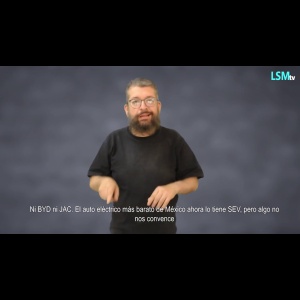 LSMtv
Ni BYD ni JAC. El auto eléctrico más barato de México ahora lo tiene SEV, pero algo no
nos convence